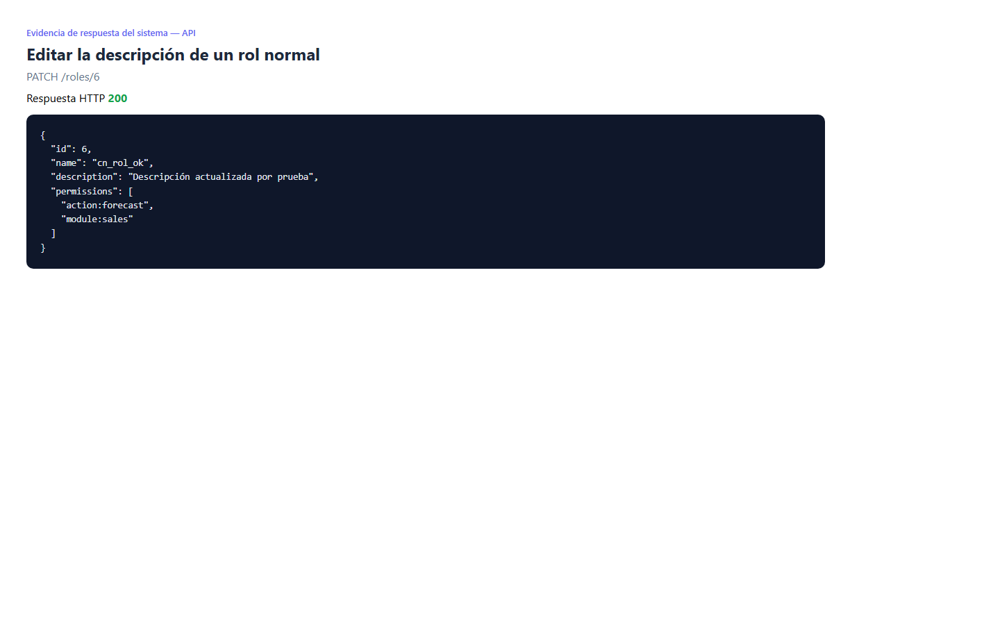 Evidencia de respuesta del sistema — API
Editar la descripción de un rol normal
PATCH /roles/6
Respuesta HTTP 200
{
  "id": 6,
  "name": "cn_rol_ok",
  "description": "Descripción actualizada por prueba",
  "permissions": [
    "action:forecast",
    "module:sales"
  ]
}